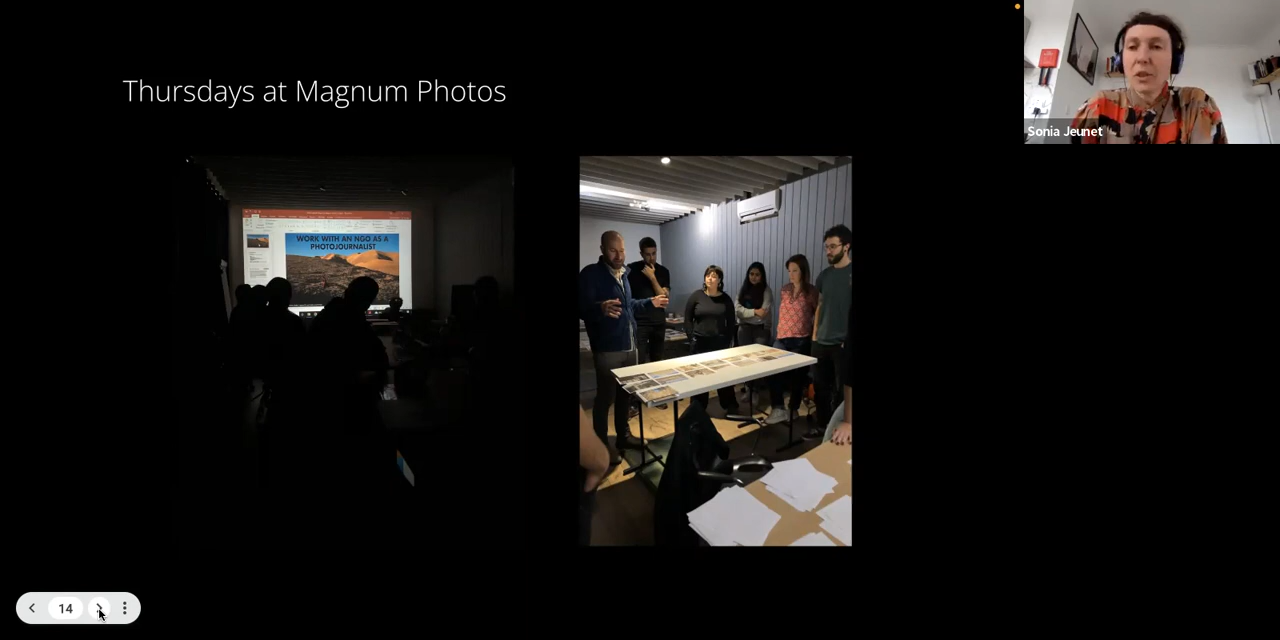 Thursdays at Magnum Photos
Sonia Jeunet
WORK WITH AN NGO AS A
PHOTOJOURNALIST
14